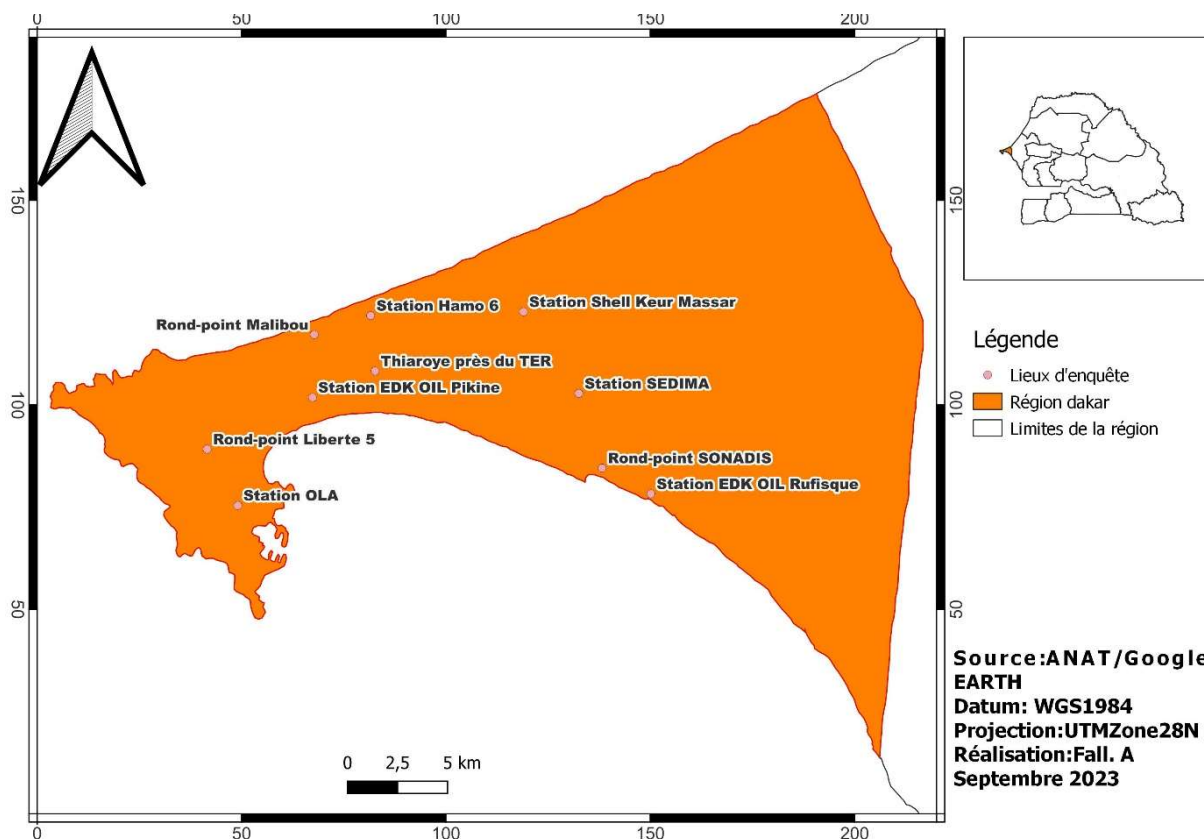 0 50 100 150 200
150
150
Station Hamo 6
Station Shell Keur Massar
Rond-point Malibou
Thiaroye près du TER
Station EDK OIL Pikine
Station SEDIMA
100
100
Rond-point Liberte 5
Rond-point SONADIS
Station EDK OIL Rufisque
Station OLA
50
50
0 2,5 5 km
0 50 100 150 200
Légende
Lieux d'enquête
Région dakar
Limites de la région
Source:ANAT/Google
EARTH
Datum: WGS1984
Projection:UTMZone28N
Réalisation:Fall. A
Septembre 2023